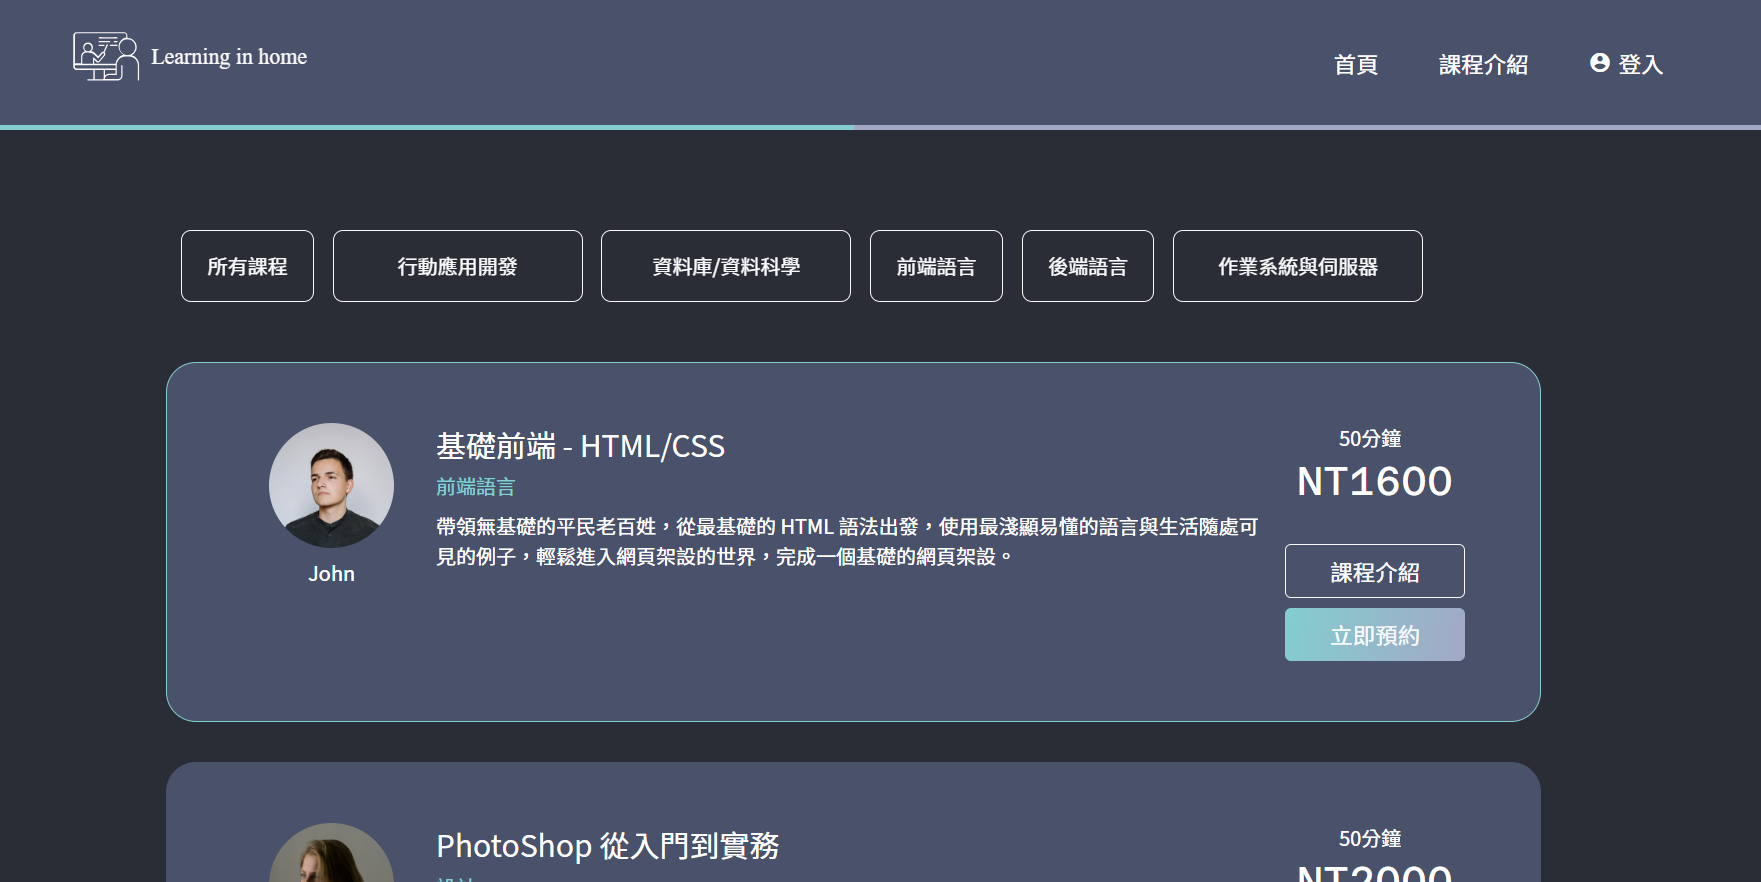 Learning in home
首頁
課程介紹
登入
所有課程
行動應用開發
資料庫/資料科學
前端語言
後端語言
作業系統與伺服器
基礎前端 - HTML/CSS
前端語言
帶領無基礎的平民老百姓，從最基礎的 HTML 語法出發，使用最淺顯易懂的語言與生活隨處可
見的例子，輕鬆進入網頁架設的世界，完成一個基礎的網頁架設。
John
50分鐘
NT1600
課程介紹
立即預約
PhotoShop 從入門到實務
50分鐘
NT2000